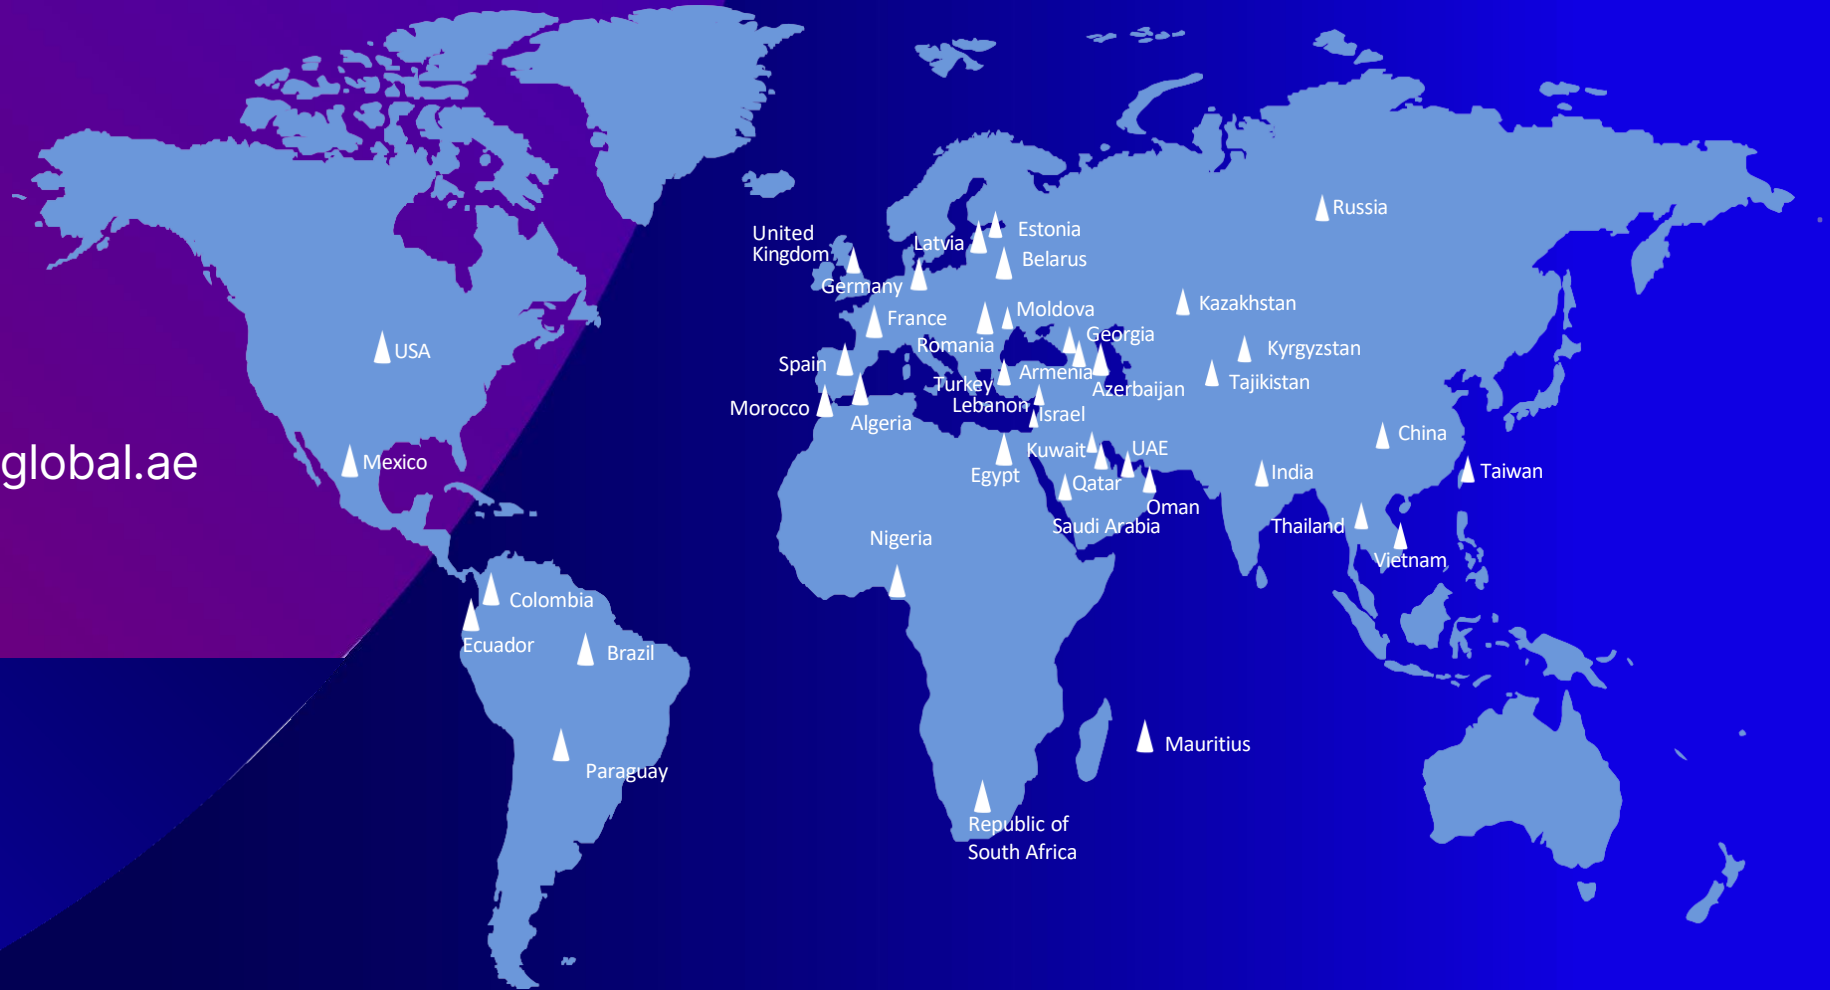 Russia
United
Kingdom
Estonia
Latvia
Belarus
Germany
Kazakhstan
Moldova
France
Georgia
Romania
Kyrgyzstan
USA
Spain
Armenia
Turkey
Azerbaijan
Tajikistan
Lebanon
Morocco
Israel
Algeria
China
Kuwait
UAE
global.ae
Mexico
Egypt
India
Taiwan
Qatar
Oman
Saudi Arabia
Thailand
Nigeria
Vietnam
Colombia
Ecuador
Brazil
Mauritius
Paraguay
Republic of
South Africa